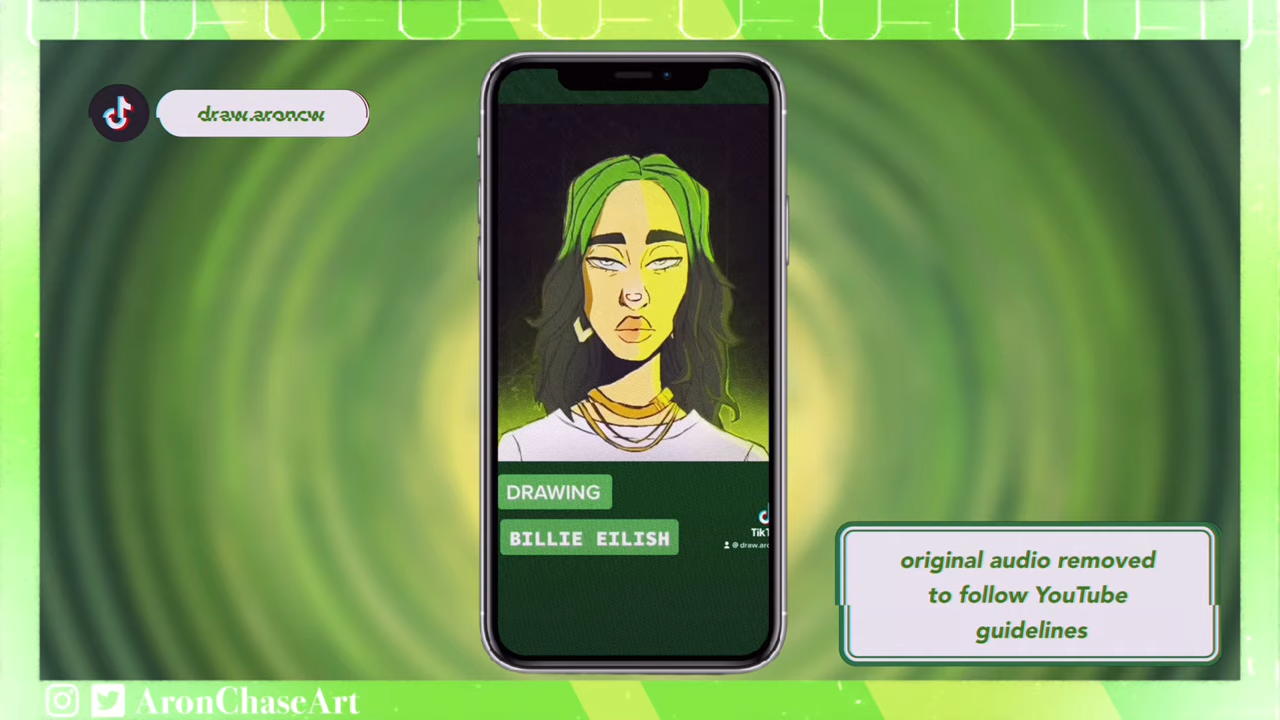 draw.aroncw
DRAWING
BILLIE EILISH
original audio removed
to follow YouTube
guidelines
AronChaseArt